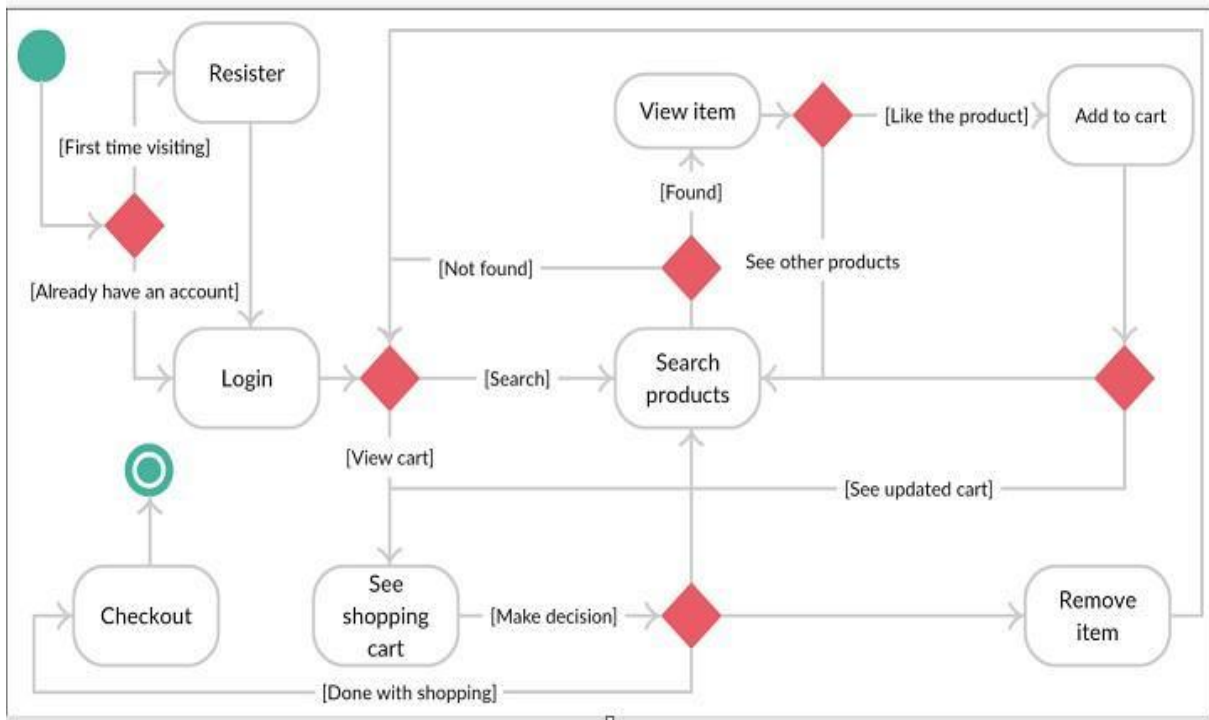 Resister
View item
[Like the product]
Add to cart
[First time visiting]
[Found]
[Not found]
See other products
[Already have an account]
Login
[Search]
Search
products
[View cart]
[See updated cart]
Checkout
See
shopping
cart
[Make decision]
Remove
item
[Done with shopping]